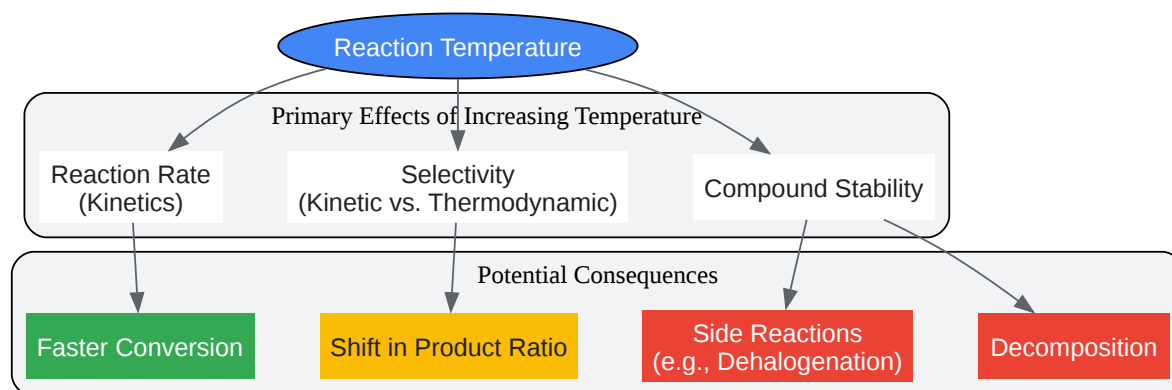 Reaction Temperature
Primary Effects of Increasing Temperature
Reaction Rate
(Kinetics)
Selectivity
(Kinetic vs. Thermodynamic)
Compound Stability
Potential Consequences
Faster Conversion
Shift in Product Ratio
Side Reactions
(e.g., Dehalogenation)
Decomposition